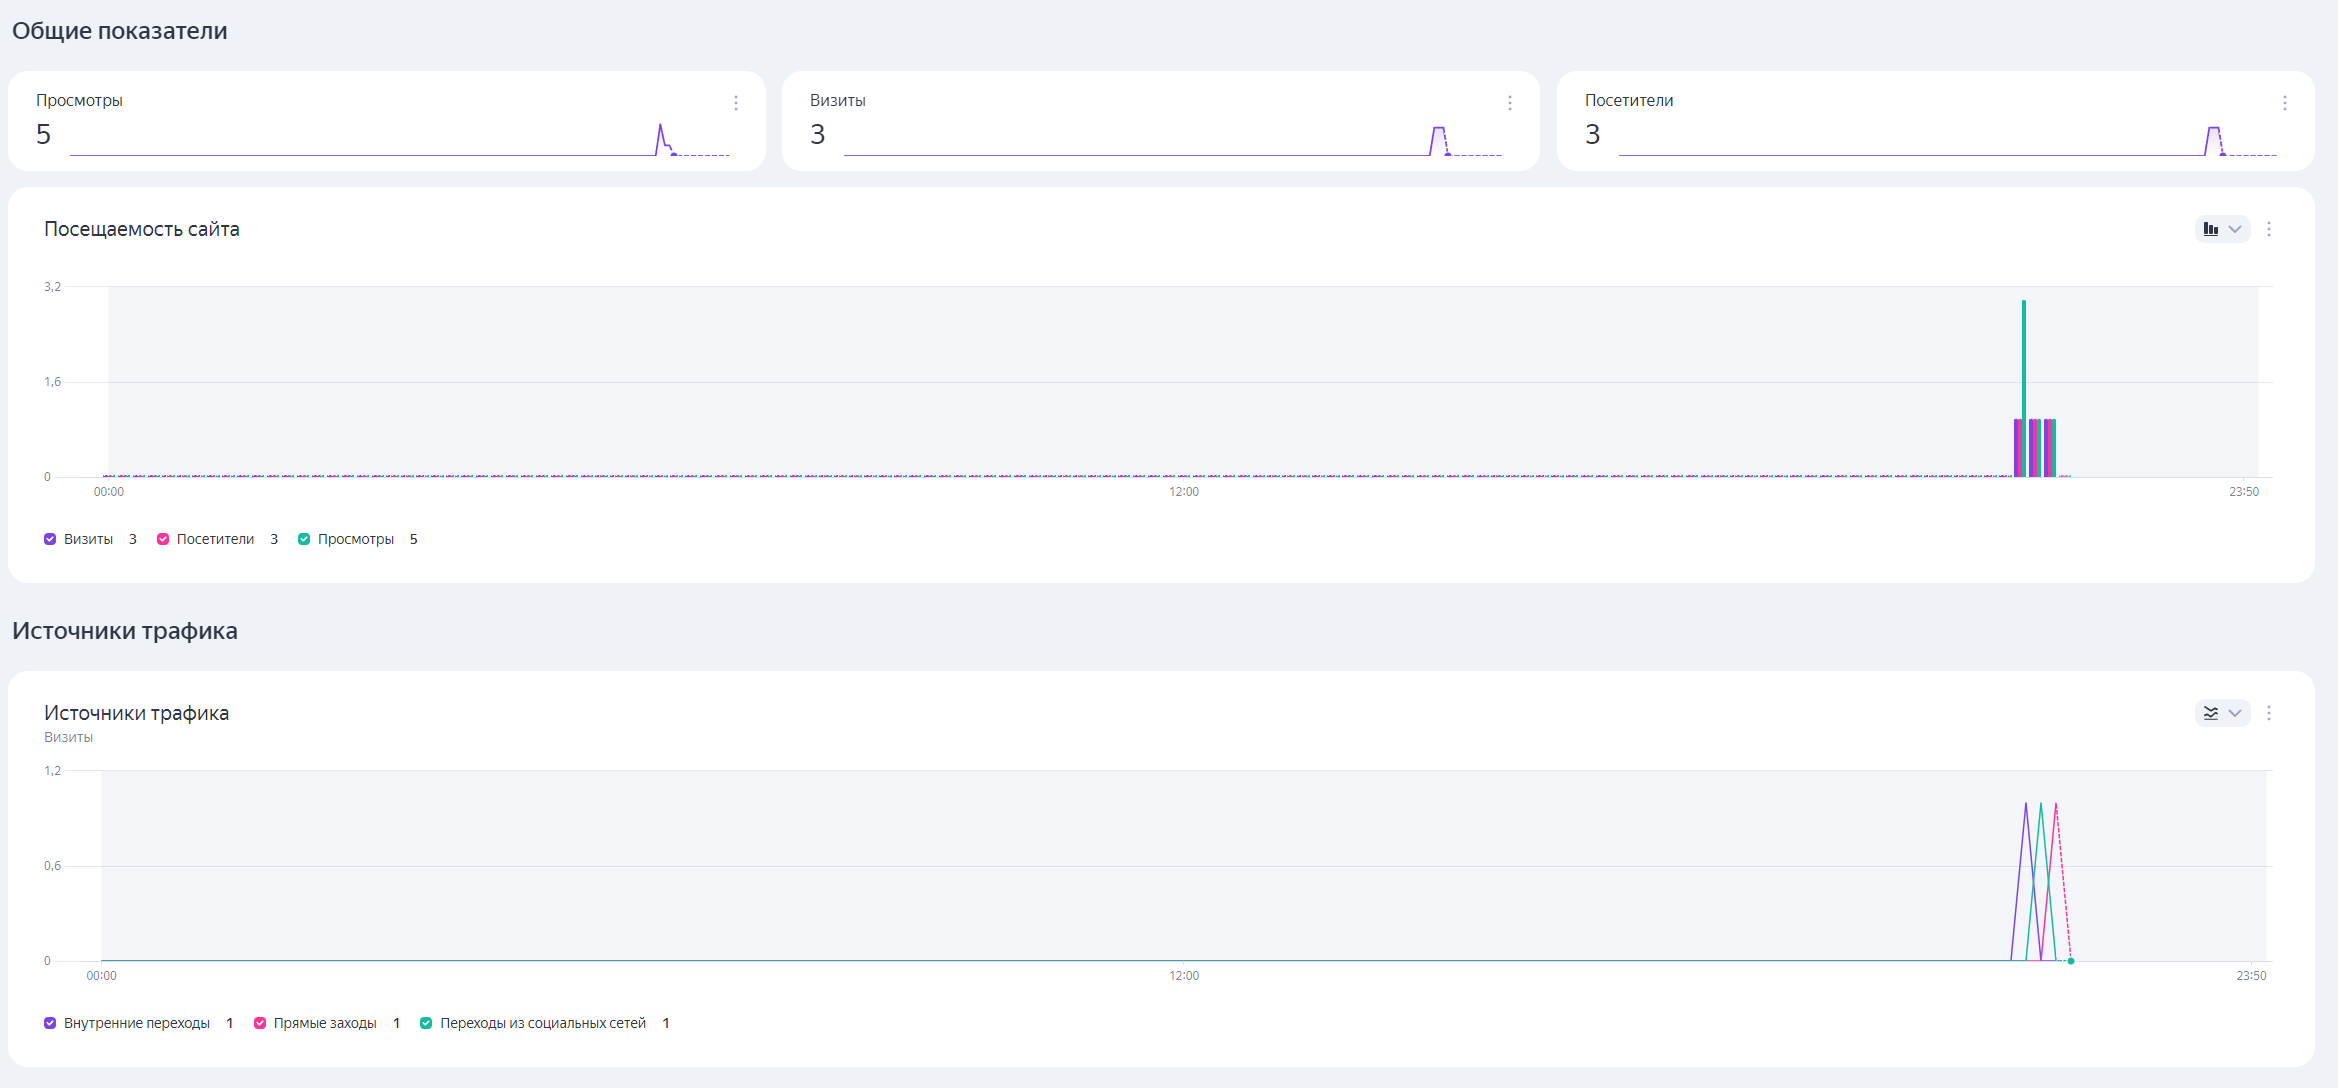 Общие показатели
Просмотры
5
Визиты
3
Посетители
3
Посещаемость сайта
3,2
1,6
0
00:00 12:00 23:50
Визиты 3 Посетители 3 Просмотры 5
Источники трафика
Источники трафика
Визиты
1,2
0,6
0
00:00 12:00 23:50
Внутренние переходы 1 Прямые заходы 1 Переходы из социальных сетей 1